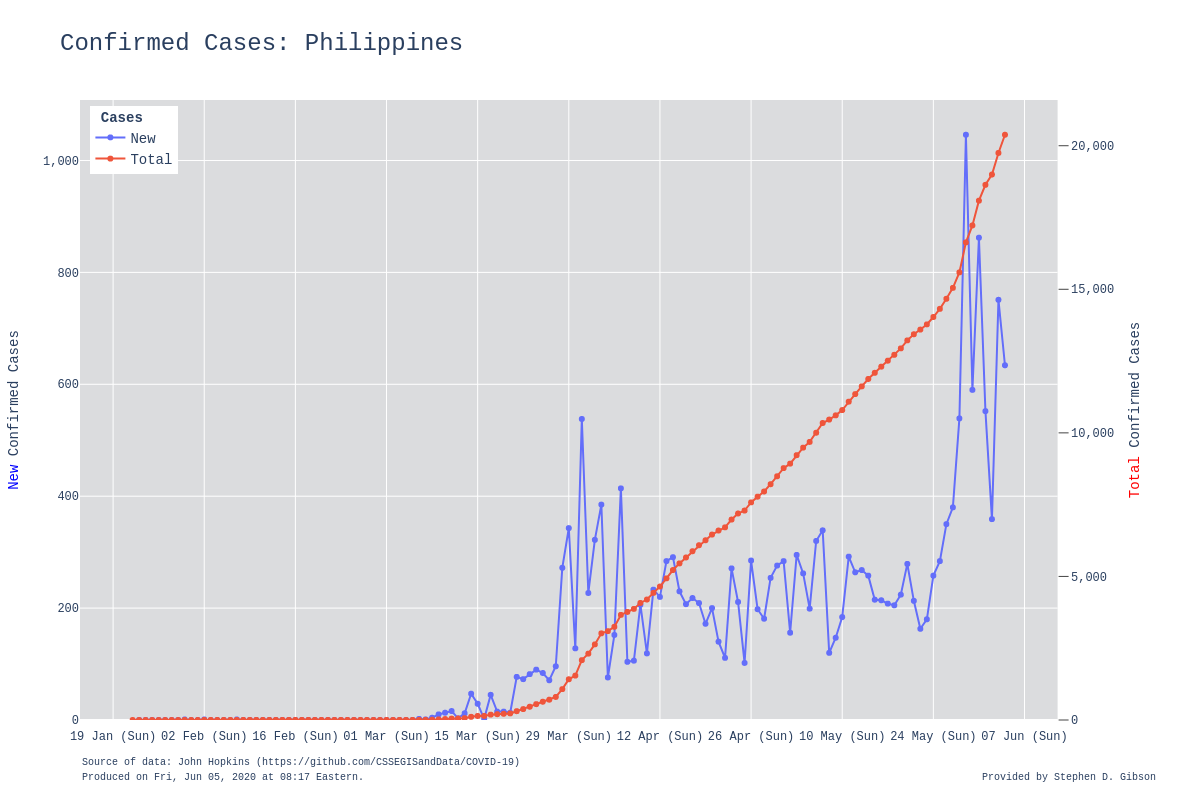 Confirmed Cases: Philippines
Cases
New
Total
1,000
800
600
400
200
0
20,000
15,000
10,000
5,000
0
New Confirmed Cases
Total Confirmed Cases
19 Jan (Sun) 02 Feb (Sun) 16 Feb (Sun) 01 Mar (Sun) 15 Mar (Sun) 29 Mar (Sun) 12 Apr (Sun) 26 Apr (Sun) 10 May (Sun) 24 May (Sun) 07 Jun (Sun)
Source of data: John Hopkins (https://github.com/CSSEGISandData/COVID-19)
Produced on Fri, Jun 05, 2020 at 08:17 Eastern.
Provided by Stephen D. Gibson